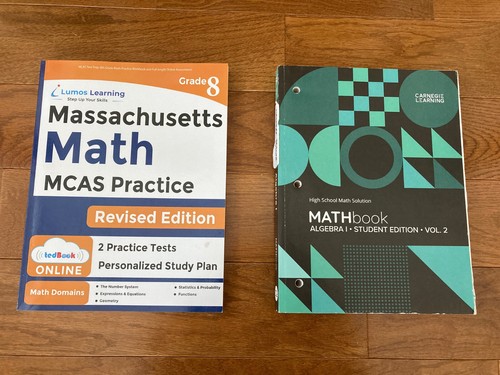 Grade 8
Lumos Learning
Step Up Your Skills
Massachusetts
Math
MCAS Practice
Revised Edition
tedBook
ONLINE
2 Practice Tests
Personalized Study Plan
Math Domains
• The Number System
• Expressions & Equations
• Geometry
• Statistics & Probability
• Functions
CARNEGIE
LEARNING
High School Math Solution
MATHbook
ALGEBRA I • STUDENT EDITION • VOL. 2